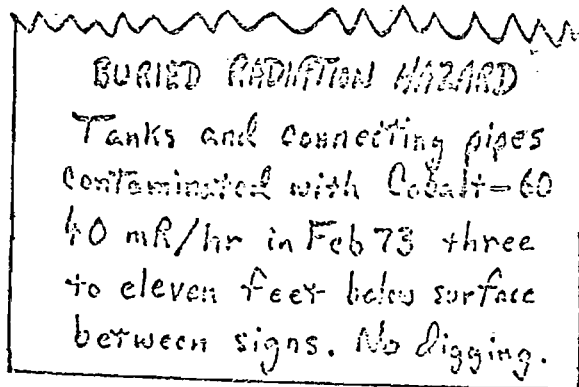 BURIED RADIATION HAZARD
Tanks and connecting pipes
contaminated with Cobalt-60
40 mR/hr in Feb 73 three
to eleven feet below surface
between signs. No digging.